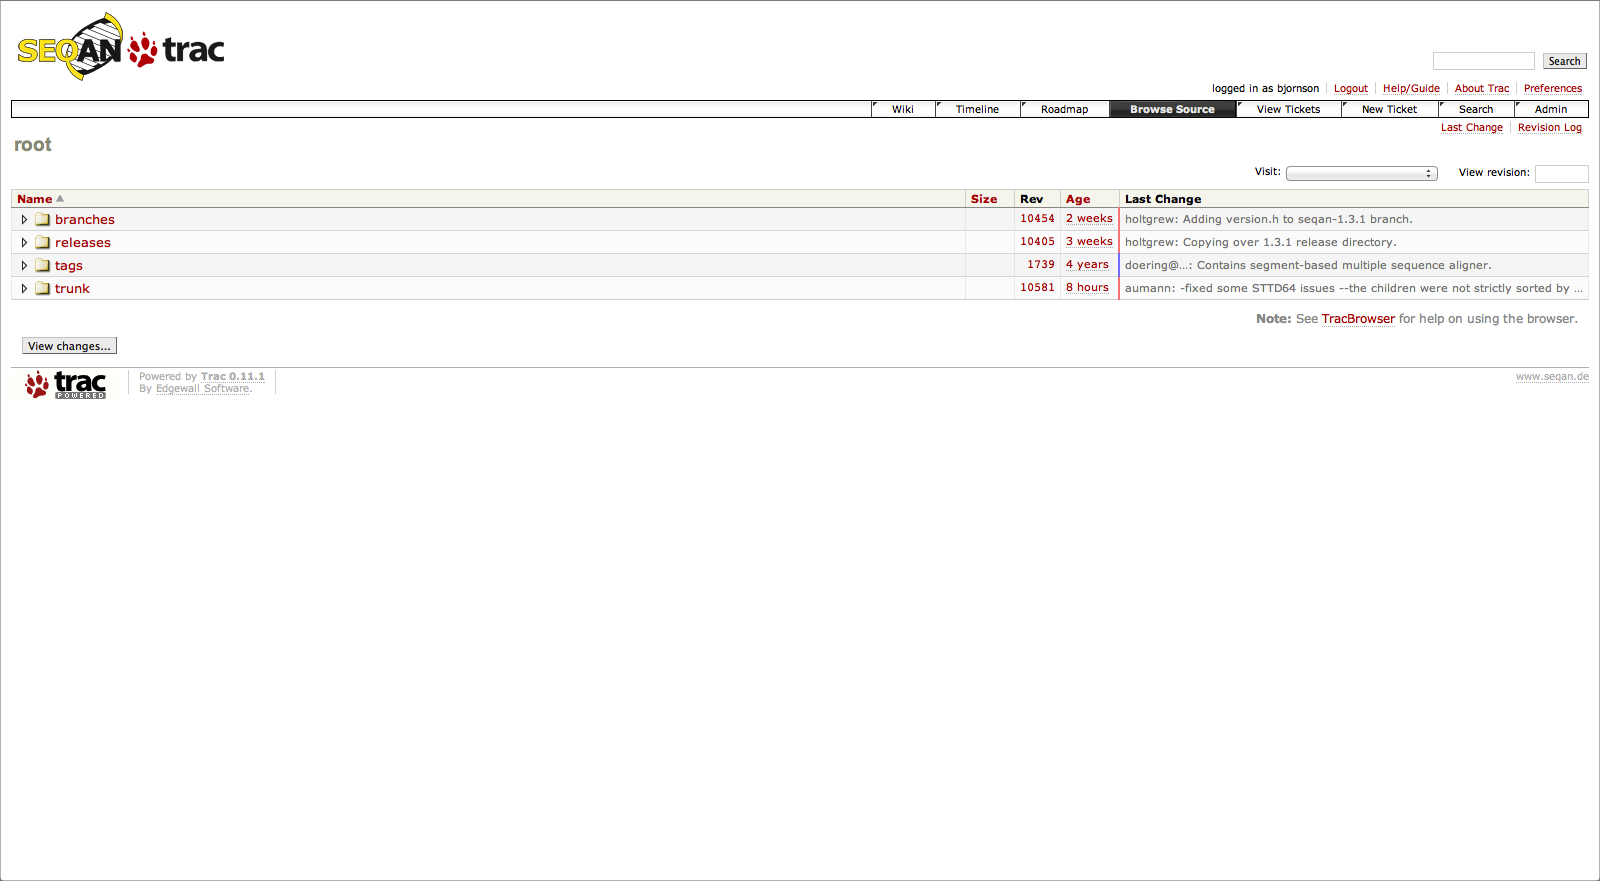 SEQAN trac
Search
logged in as bjornson Logout Help/Guide About Trac Preferences
Wiki Timeline Roadmap Browse Source View Tickets New Ticket Search Admin
Last Change Revision Log
root
Visit: View revision:
Name Size Rev Age Last Change
branches 10454 2 weeks holtgrew: Adding version.h to seqan-1.3.1 branch.
releases 10405 3 weeks holtgrew: Copying over 1.3.1 release directory.
tags 1739 4 years doering@…: Contains segment-based multiple sequence aligner.
trunk 10581 8 hours aumann: -fixed some STTD64 issues --the children were not strictly sorted by …
Note: See TracBrowser for help on using the browser.
View changes...
trac POWERED
Powered by Trac 0.11.1
By Edgewall Software.
www.seqan.de